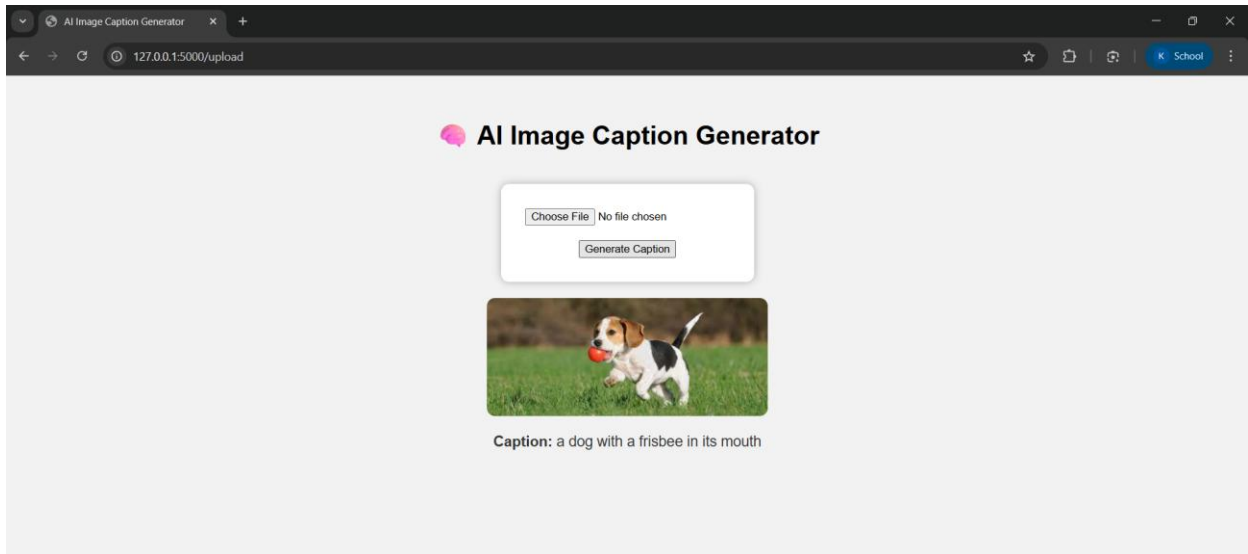 AI Image Caption Generator
127.0.0.1:5000/upload
K School
AI Image Caption Generator
Choose File No file chosen
Generate Caption
Caption: a dog with a frisbee in its mouth